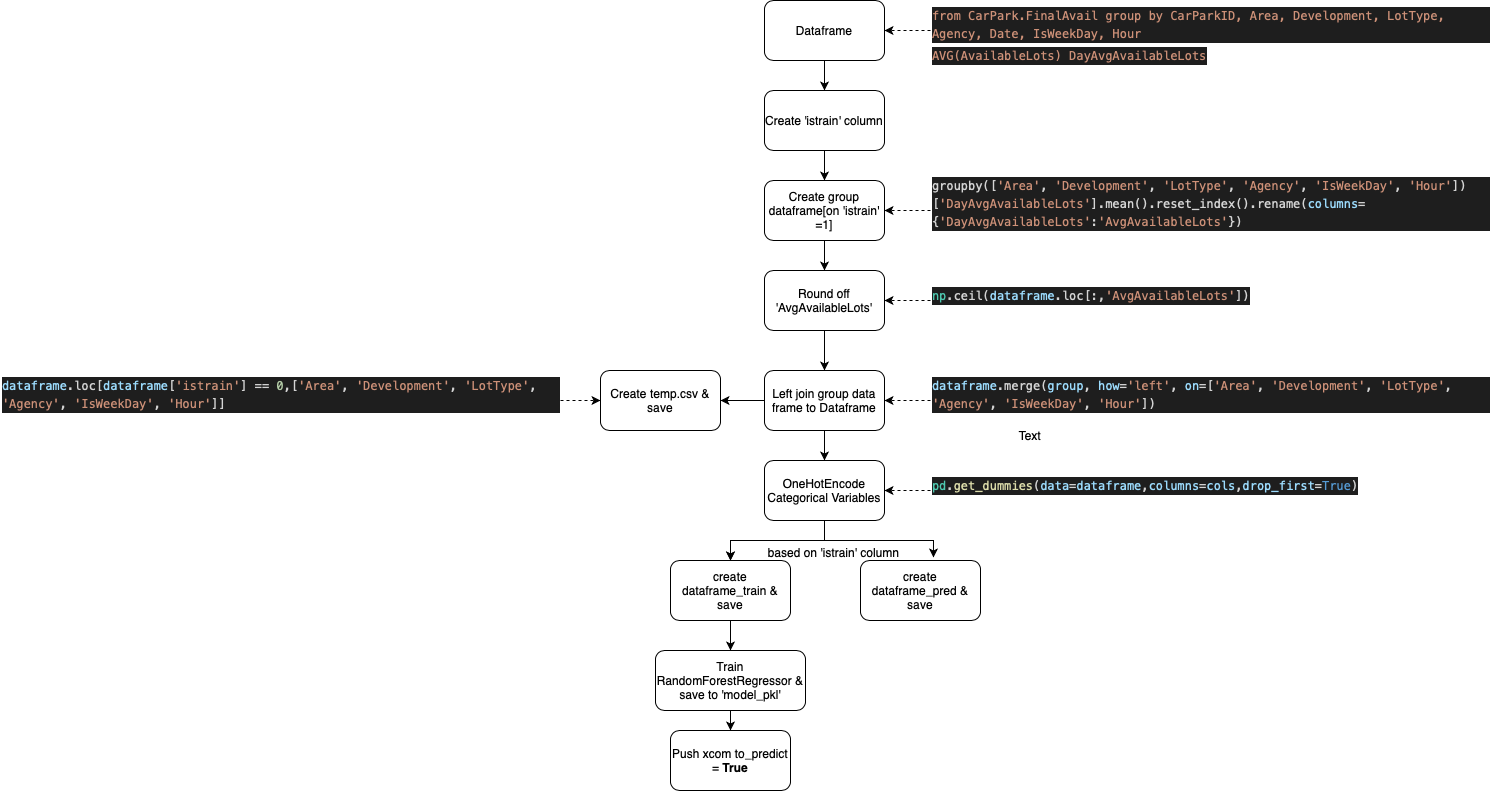 Dataframe
from CarPark.FinalAvail group by CarParkID, Area, Development, LotType,
Agency, Date, IsWeekDay, Hour
AVG(AvailableLots) DayAvgAvailableLots
Create 'istrain' column
Create group
dataframe[on 'istrain'
=1]
groupby(['Area', 'Development', 'LotType', 'Agency', 'IsWeekDay', 'Hour'])
['DayAvgAvailableLots'].mean().reset_index().rename(columns=
{'DayAvgAvailableLots':'AvgAvailableLots'})
Round off
'AvgAvailableLots'
np.ceil(dataframe.loc[:,'AvgAvailableLots'])
dataframe.loc[dataframe['istrain'] == 0,['Area', 'Development', 'LotType',
'Agency', 'IsWeekDay', 'Hour']]
Create temp.csv &
save
Left join group data
frame to Dataframe
dataframe.merge(group, how='left', on=['Area', 'Development', 'LotType',
'Agency', 'IsWeekDay', 'Hour'])
Text
OneHotEncode
Categorical Variables
pd.get_dummies(data=dataframe,columns=cols,drop_first=True)
based on 'istrain' column
create
dataframe_train &
save
create
dataframe_pred &
save
Train
RandomForestRegressor &
save to 'model_pkl'
Push xcom to_predict
= True